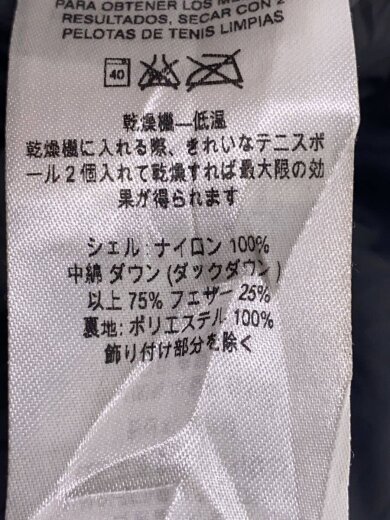 PARA OBTENER LOS
RESULTADOS, SECAR CON 2
PELOTAS DE TENIS LIMPIAS
40
乾燥機—低温
乾燥機に入れる際、きれいなテニスボ
ール2個入れて乾燥すれば最大限の効
果が得られます
シェル:ナイロン 100%
中綿 ダウン (ダックダウン)
以上 75% フェザー 25%
裏地: ポリエステル 100%
飾り付け部分を除く